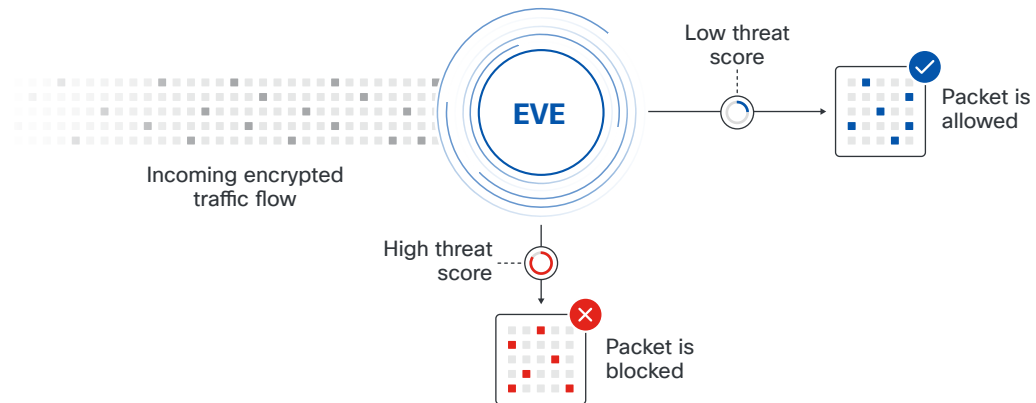 Incoming encrypted
traffic flow
EVE
Low threat
score
Packet is
allowed
High threat
score
Packet is
blocked